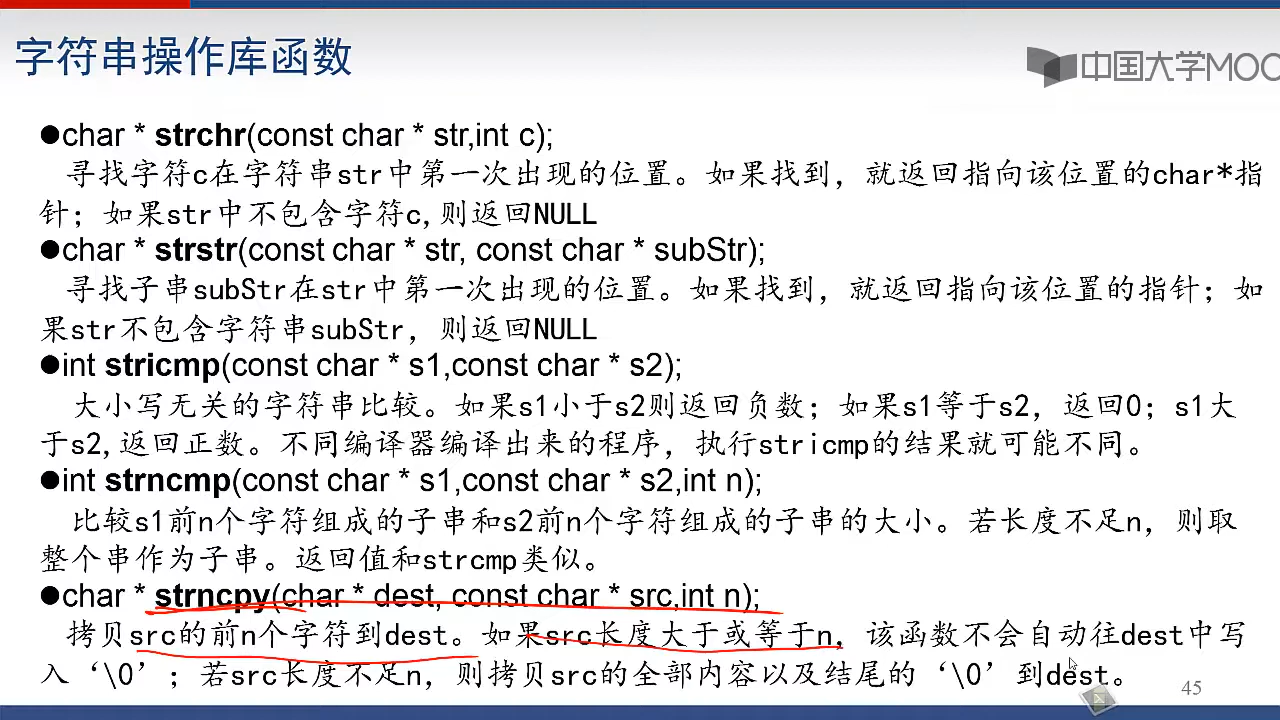 字符串操作库函数
中国大学MOO
●char * strchr(const char * str,int c);
寻找字符c在字符串str中第一次出现的位置。如果找到，就返回指向该位置的char*指
针；如果str中不包含字符c,则返回NULL
●char * strstr(const char * str, const char * subStr);
寻找子串subStr在str中第一次出现的位置。如果找到，就返回指向该位置的指针；如
果str不包含字符串subStr，则返回NULL
●int stricmp(const char * s1,const char * s2);
大小写无关的字符串比较。如果s1小于s2则返回负数；如果s1等于s2，返回0；s1大
于s2,返回正数。不同编译器编译出来的程序，执行stricmp的结果就可能不同。
●int strncmp(const char * s1,const char * s2,int n);
比较s1前n个字符组成的子串和s2前n个字符组成的子串的大小。若长度不足n，则取
整个串作为子串。返回值和strcmp类似。
●char * strncpy(char * dest, const char * src,int n);
拷贝src的前n个字符到dest。如果src长度大于或等于n，该函数不会自动往dest中写
入‘\0’；若src长度不足n，则拷贝src的全部内容以及结尾的‘\0’到dest。
45